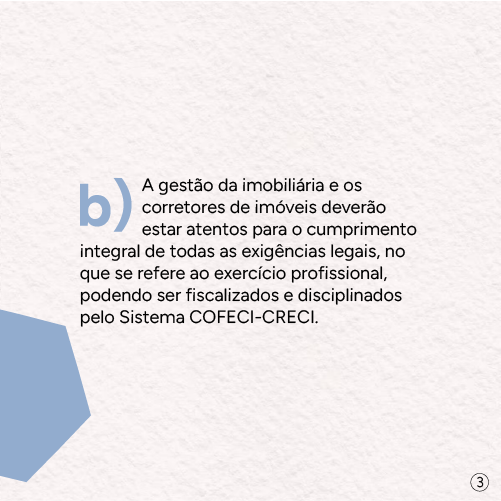 b) A gestão da imobiliária e os
corretores de imóveis deverão
estar atentos para o cumprimento
integral de todas as exigências legais, no
que se refere ao exercício profissional,
podendo ser fiscalizados e disciplinados
pelo Sistema COFECI-CRECI.
3